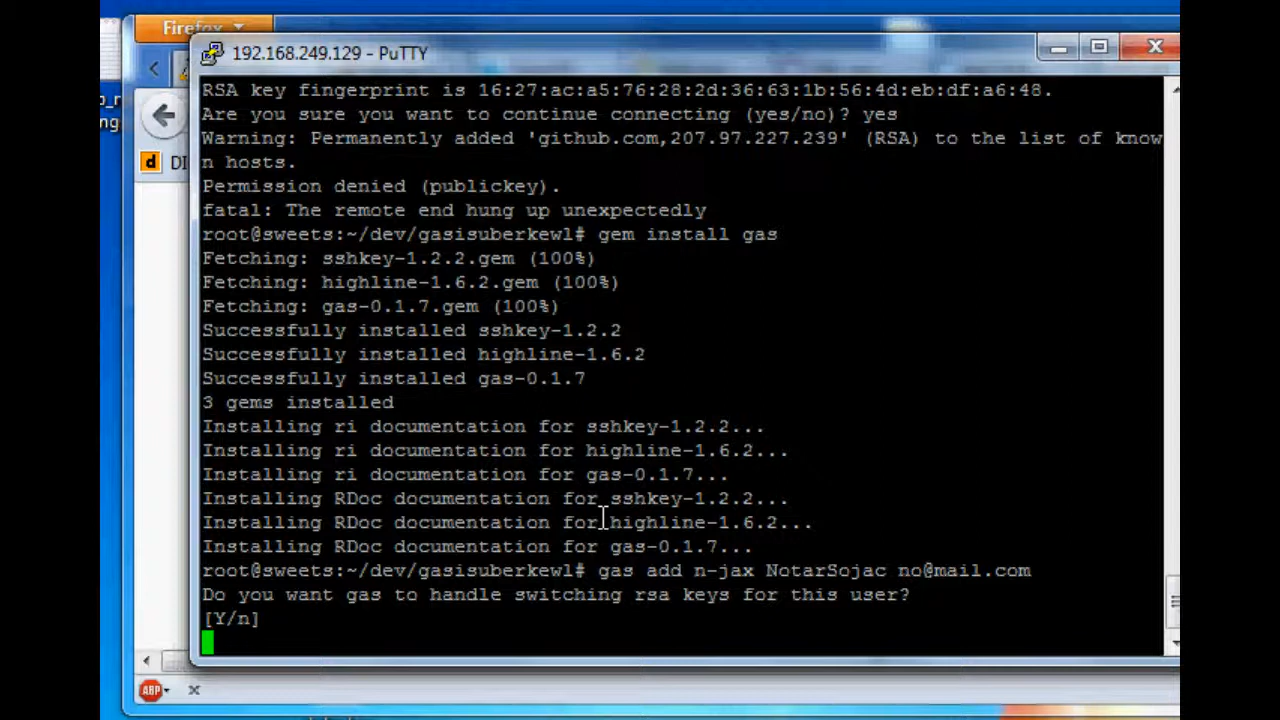 Firefox
192.168.249.129 - PuTTY
RSA key fingerprint is 16:27:ac:a5:76:28:2d:36:63:1b:56:4d:eb:df:a6:48.
Are you sure you want to continue connecting (yes/no)? yes
Warning: Permanently added 'github.com,207.97.227.239' (RSA) to the list of know
n hosts.
Permission denied (publickey).
fatal: The remote end hung up unexpectedly
root@sweets:~/dev/gasisuberkewl# gem install gas
Fetching: sshkey-1.2.2.gem (100%)
Fetching: highline-1.6.2.gem (100%)
Fetching: gas-0.1.7.gem (100%)
Successfully installed sshkey-1.2.2
Successfully installed highline-1.6.2
Successfully installed gas-0.1.7
3 gems installed
Installing ri documentation for sshkey-1.2.2...
Installing ri documentation for highline-1.6.2...
Installing ri documentation for gas-0.1.7...
Installing RDoc documentation for sshkey-1.2.2...
Installing RDoc documentation for highline-1.6.2...
Installing RDoc documentation for gas-0.1.7...
root@sweets:~/dev/gasisuberkewl# gas add n-jax NotarSojac no@mail.com
Do you want gas to handle switching rsa keys for this user?
[Y/n]
d DI
ABP